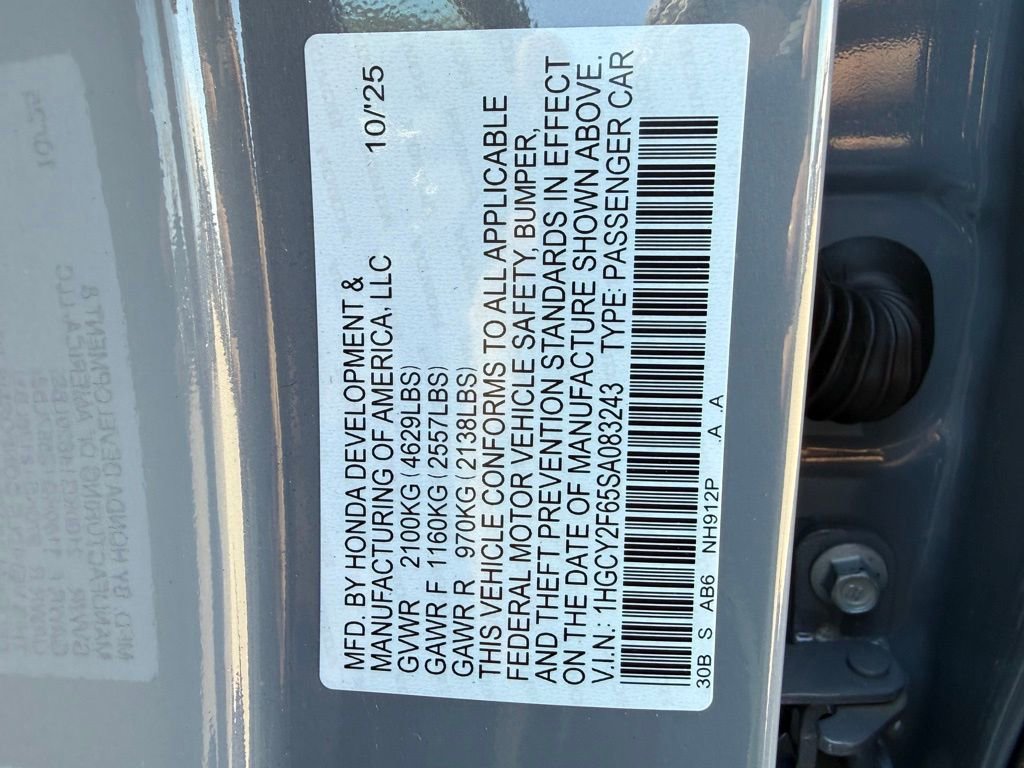 MFD. BY HONDA DEVELOPMENT & 10/'25
MANUFACTURING OF AMERICA, LLC
GVWR 2100KG (4629LBS)
GAWR F 1160KG (2557LBS)
GAWR R 970KG (2138LBS)
THIS VEHICLE CONFORMS TO ALL APPLICABLE
FEDERAL MOTOR VEHICLE SAFETY, BUMPER,
AND THEFT PREVENTION STANDARDS IN EFFECT
ON THE DATE OF MANUFACTURE SHOWN ABOVE.
V.I.N.: 1HGCY2F65SA083243 TYPE: PASSENGER CAR
30B S AB6 NH912P .A .A